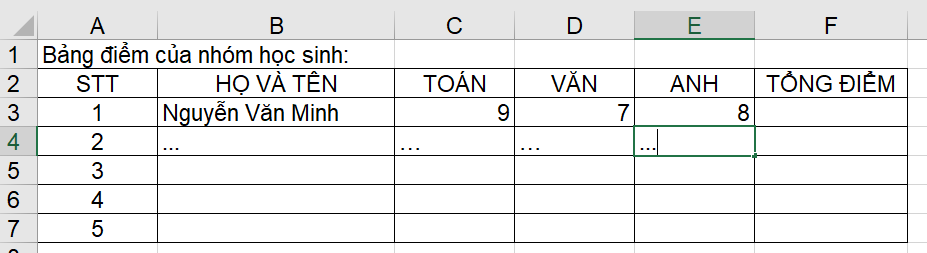 A B C D E F
1 Bảng điểm của nhóm học sinh:
2 STT HỌ VÀ TÊN TOÁN VĂN ANH TỔNG ĐIỂM
3 1 Nguyễn Văn Minh 9 7 8
4 2 ... ... ... ...
5 3
6 4
7 5